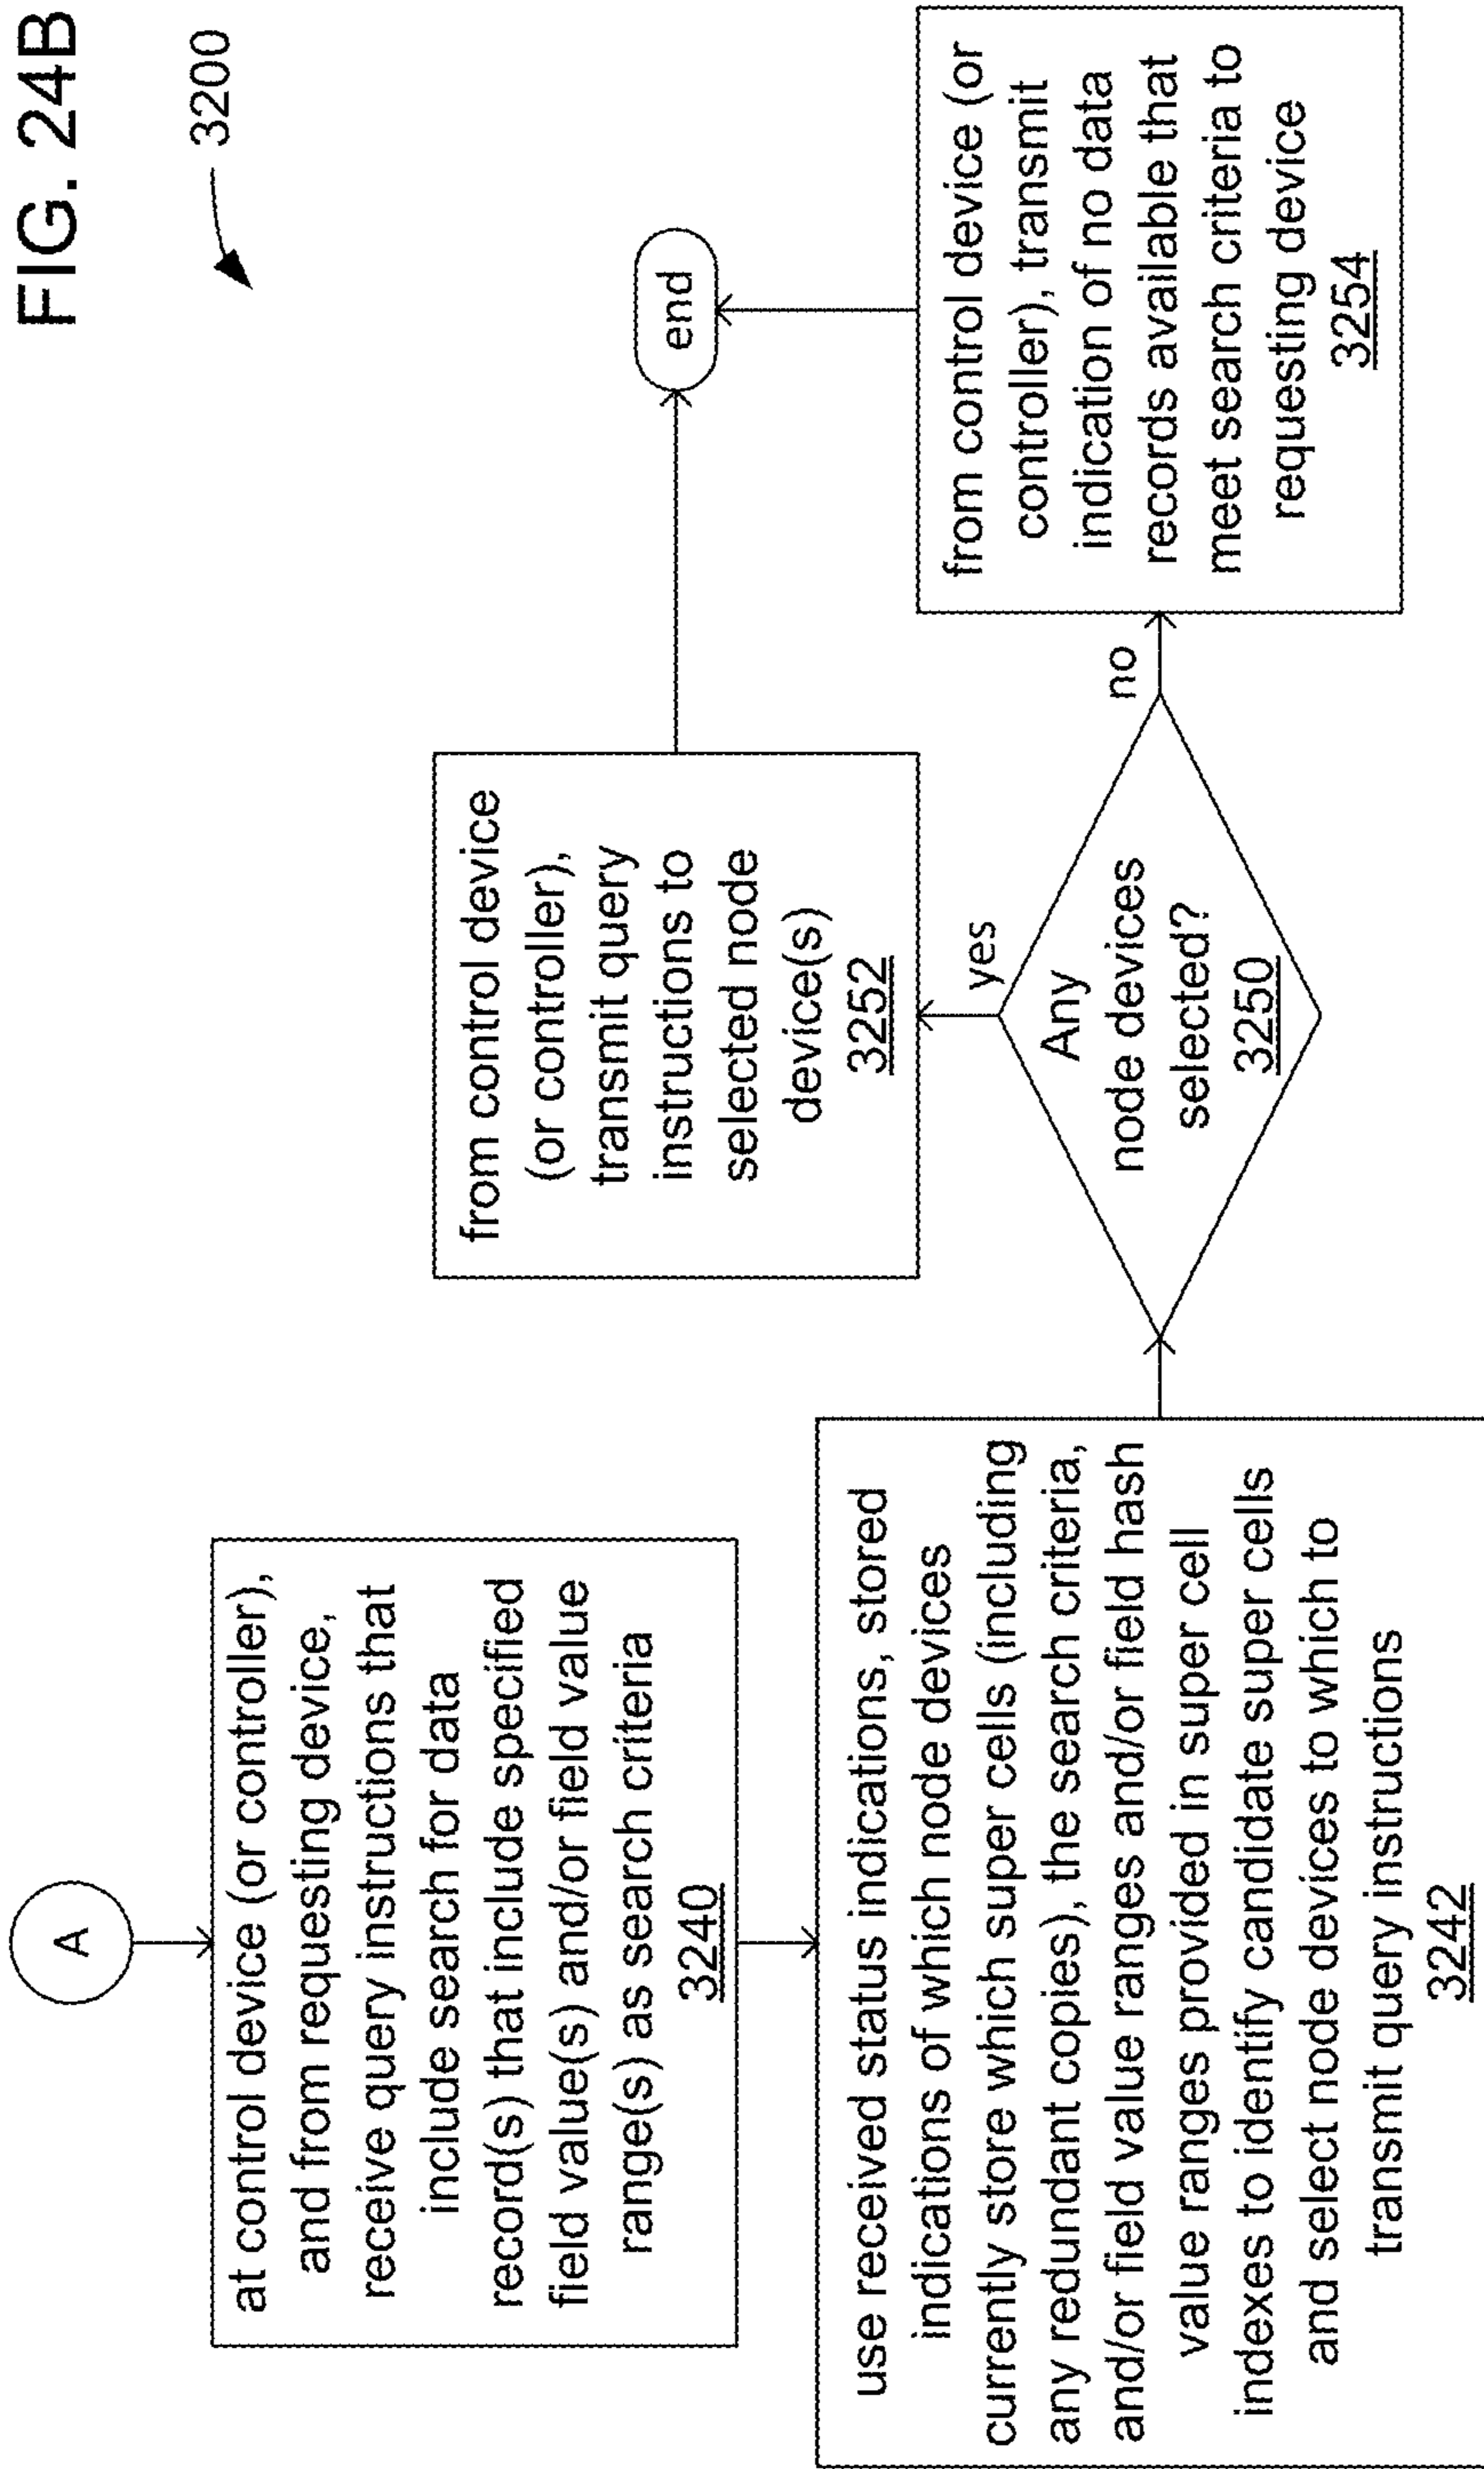 FIG. 24B
3200
A
at control device (or controller),
and from requesting device,
receive query instructions that
include search for data
record(s) that include specified
field value(s) and/or field value
range(s) as search criteria
3240
use received status indications, stored
indications of which node devices
currently store which super cells (including
any redundant copies), the search criteria,
and/or field value ranges and/or field hash
value ranges provided in super cell
indexes to identify candidate super cells
and select node devices to which to
transmit query instructions
3242
Any
node devices
selected?
3250
yes
no
from control device
(or controller),
transmit query
instructions to
selected node
device(s)
3252
from control device (or
controller), transmit
indication of no data
records available that
meet search criteria to
requesting device
3254
end